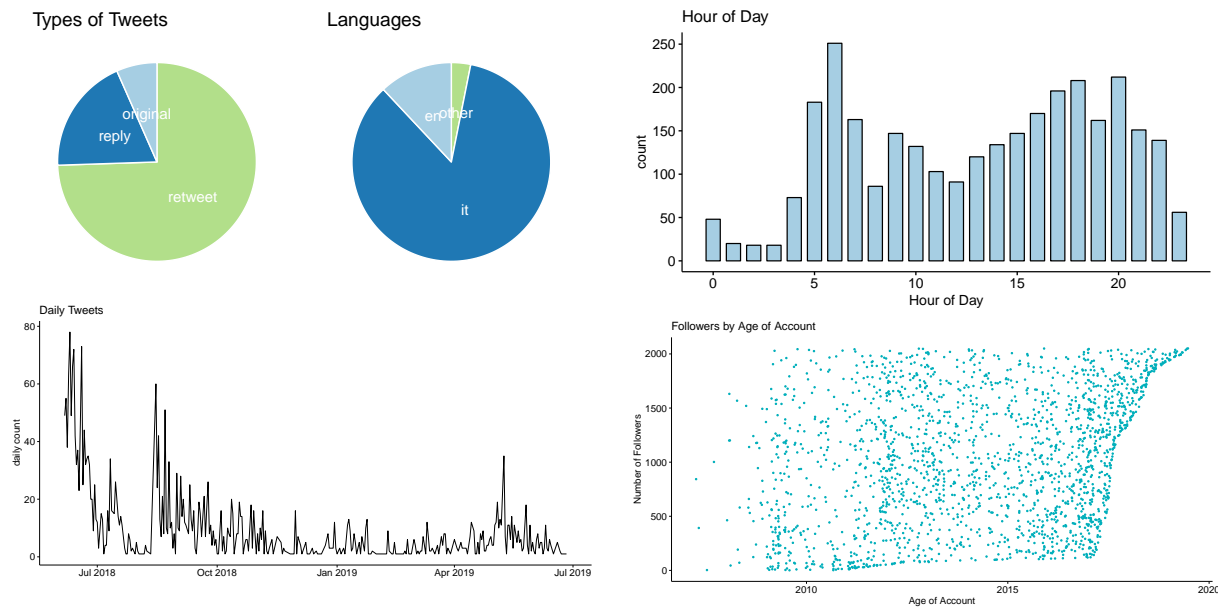 Types of Tweets
original
reply
retweet
Languages
en
other
it
Hour of Day
count
250
200
150
100
50
0
0 5 10 15 20
Hour of Day
Daily Tweets
daily count
80
60
40
20
0
Jul 2018 Oct 2018 Jan 2019 Apr 2019 Jul 2019
Followers by Age of Account
Number of Followers
2000
1500
1000
500
0
2010 2015 2020
Age of Account